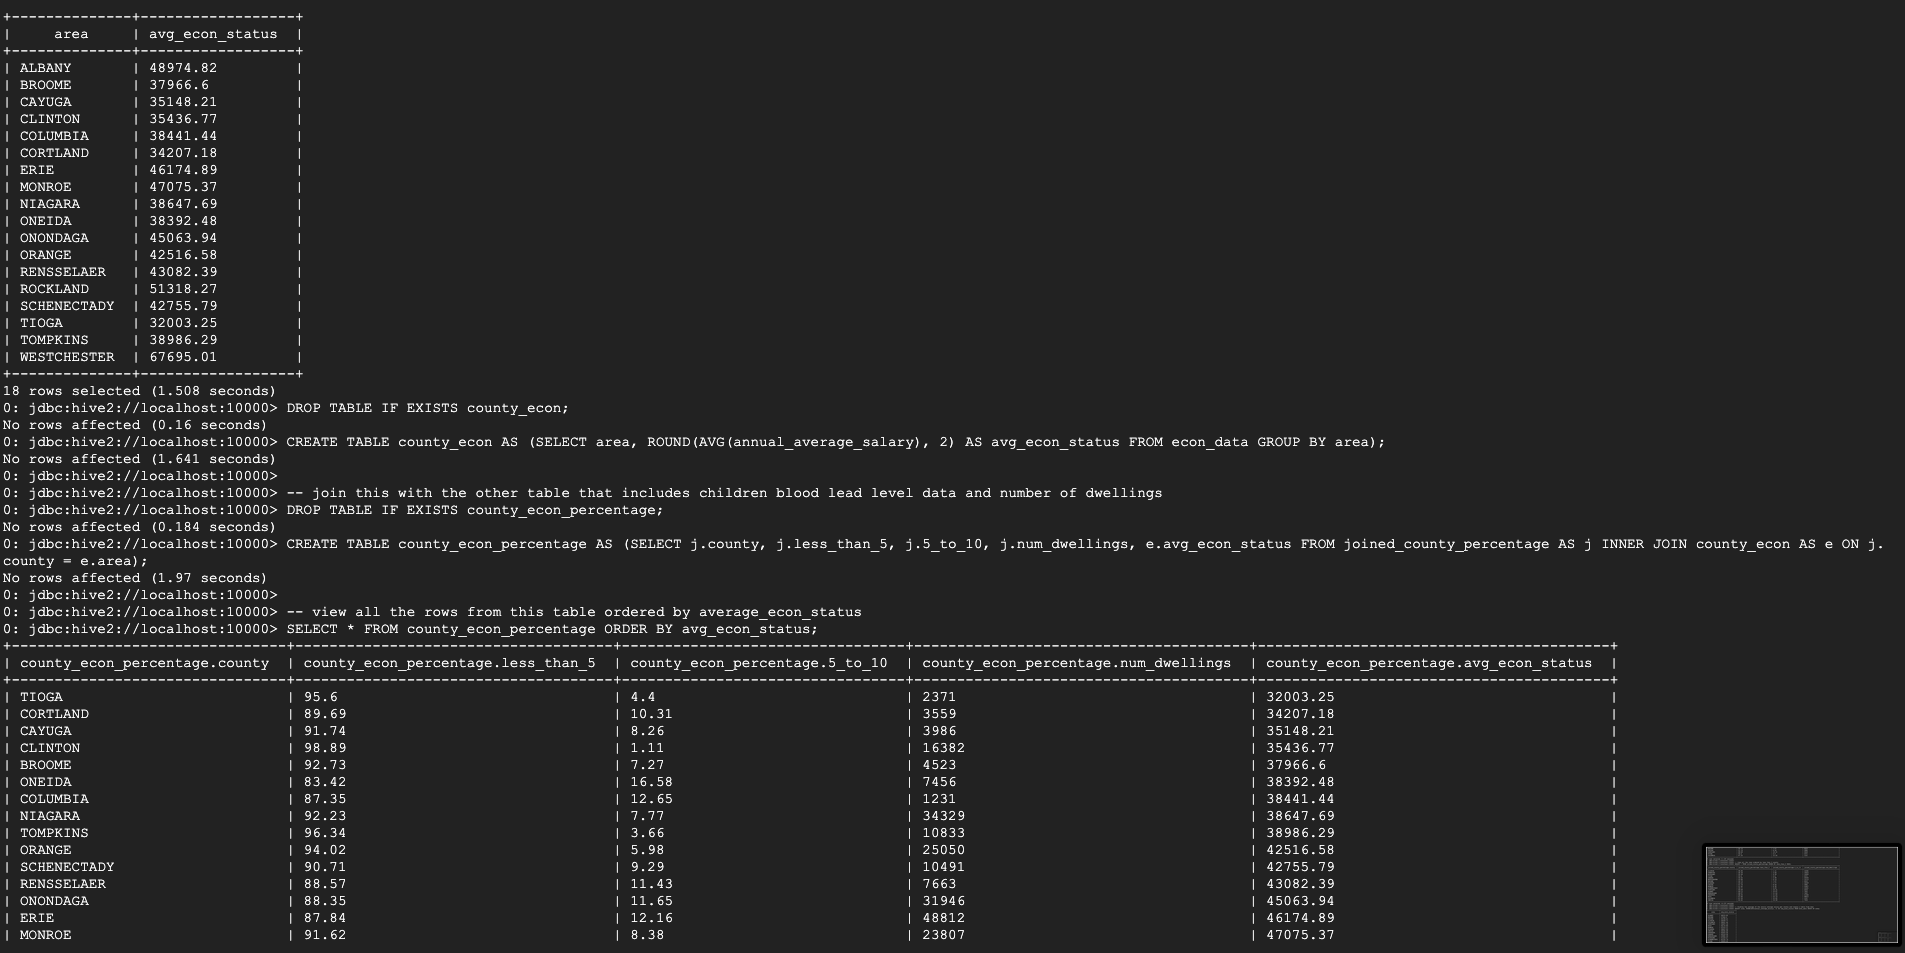 +--------------+------------------+
| area | avg_econ_status |
+--------------+------------------+
| ALBANY | 48974.82 |
| BROOME | 37966.6 |
| CAYUGA | 35148.21 |
| CLINTON | 35436.77 |
| COLUMBIA | 38441.44 |
| CORTLAND | 34207.18 |
| ERIE | 46174.89 |
| MONROE | 47075.37 |
| NIAGARA | 38647.69 |
| ONEIDA | 38392.48 |
| ONONDAGA | 45063.94 |
| ORANGE | 42516.58 |
| RENSSELAER | 43082.39 |
| ROCKLAND | 51318.27 |
| SCHENECTADY | 42755.79 |
| TIOGA | 32003.25 |
| TOMPKINS | 38986.29 |
| WESTCHESTER | 67695.01 |
+--------------+------------------+
18 rows selected (1.508 seconds)
0: jdbc:hive2://localhost:10000> DROP TABLE IF EXISTS county_econ;
No rows affected (0.16 seconds)
0: jdbc:hive2://localhost:10000> CREATE TABLE county_econ AS (SELECT area, ROUND(AVG(annual_average_salary), 2) AS avg_econ_status FROM econ_data GROUP BY area);
No rows affected (1.641 seconds)
0: jdbc:hive2://localhost:10000>
0: jdbc:hive2://localhost:10000> -- join this with the other table that includes children blood lead level data and number of dwellings
0: jdbc:hive2://localhost:10000> DROP TABLE IF EXISTS county_econ_percentage;
No rows affected (0.184 seconds)
0: jdbc:hive2://localhost:10000> CREATE TABLE county_econ_percentage AS (SELECT j.county, j.less_than_5, j.5_to_10, j.num_dwellings, e.avg_econ_status FROM joined_county_percentage AS j INNER JOIN county_econ AS e ON j.
county = e.area);
No rows affected (1.97 seconds)
0: jdbc:hive2://localhost:10000>
0: jdbc:hive2://localhost:10000> -- view all the rows from this table ordered by average_econ_status
0: jdbc:hive2://localhost:10000> SELECT * FROM county_econ_percentage ORDER BY avg_econ_status;
+--------------------------------+-------------------------------------+---------------------------------+---------------------------------------+-----------------------------------------+
| county_econ_percentage.county | county_econ_percentage.less_than_5 | county_econ_percentage.5_to_10 | county_econ_percentage.num_dwellings | county_econ_percentage.avg_econ_status |
+--------------------------------+-------------------------------------+---------------------------------+---------------------------------------+-----------------------------------------+
| TIOGA | 95.6 | 4.4 | 2371 | 32003.25 |
| CORTLAND | 89.69 | 10.31 | 3559 | 34207.18 |
| CAYUGA | 91.74 | 8.26 | 3986 | 35148.21 |
| CLINTON | 98.89 | 1.11 | 16382 | 35436.77 |
| BROOME | 92.73 | 7.27 | 4523 | 37966.6 |
| ONEIDA | 83.42 | 16.58 | 7456 | 38392.48 |
| COLUMBIA | 87.35 | 12.65 | 1231 | 38441.44 |
| NIAGARA | 92.23 | 7.77 | 34329 | 38647.69 |
| TOMPKINS | 96.34 | 3.66 | 10833 | 38986.29 |
| ORANGE | 94.02 | 5.98 | 25050 | 42516.58 |
| SCHENECTADY | 90.71 | 9.29 | 10491 | 42755.79 |
| RENSSELAER | 88.57 | 11.43 | 7663 | 43082.39 |
| ONONDAGA | 88.35 | 11.65 | 31946 | 45063.94 |
| ERIE | 87.84 | 12.16 | 48812 | 46174.89 |
| MONROE | 91.62 | 8.38 | 23807 | 47075.37 |